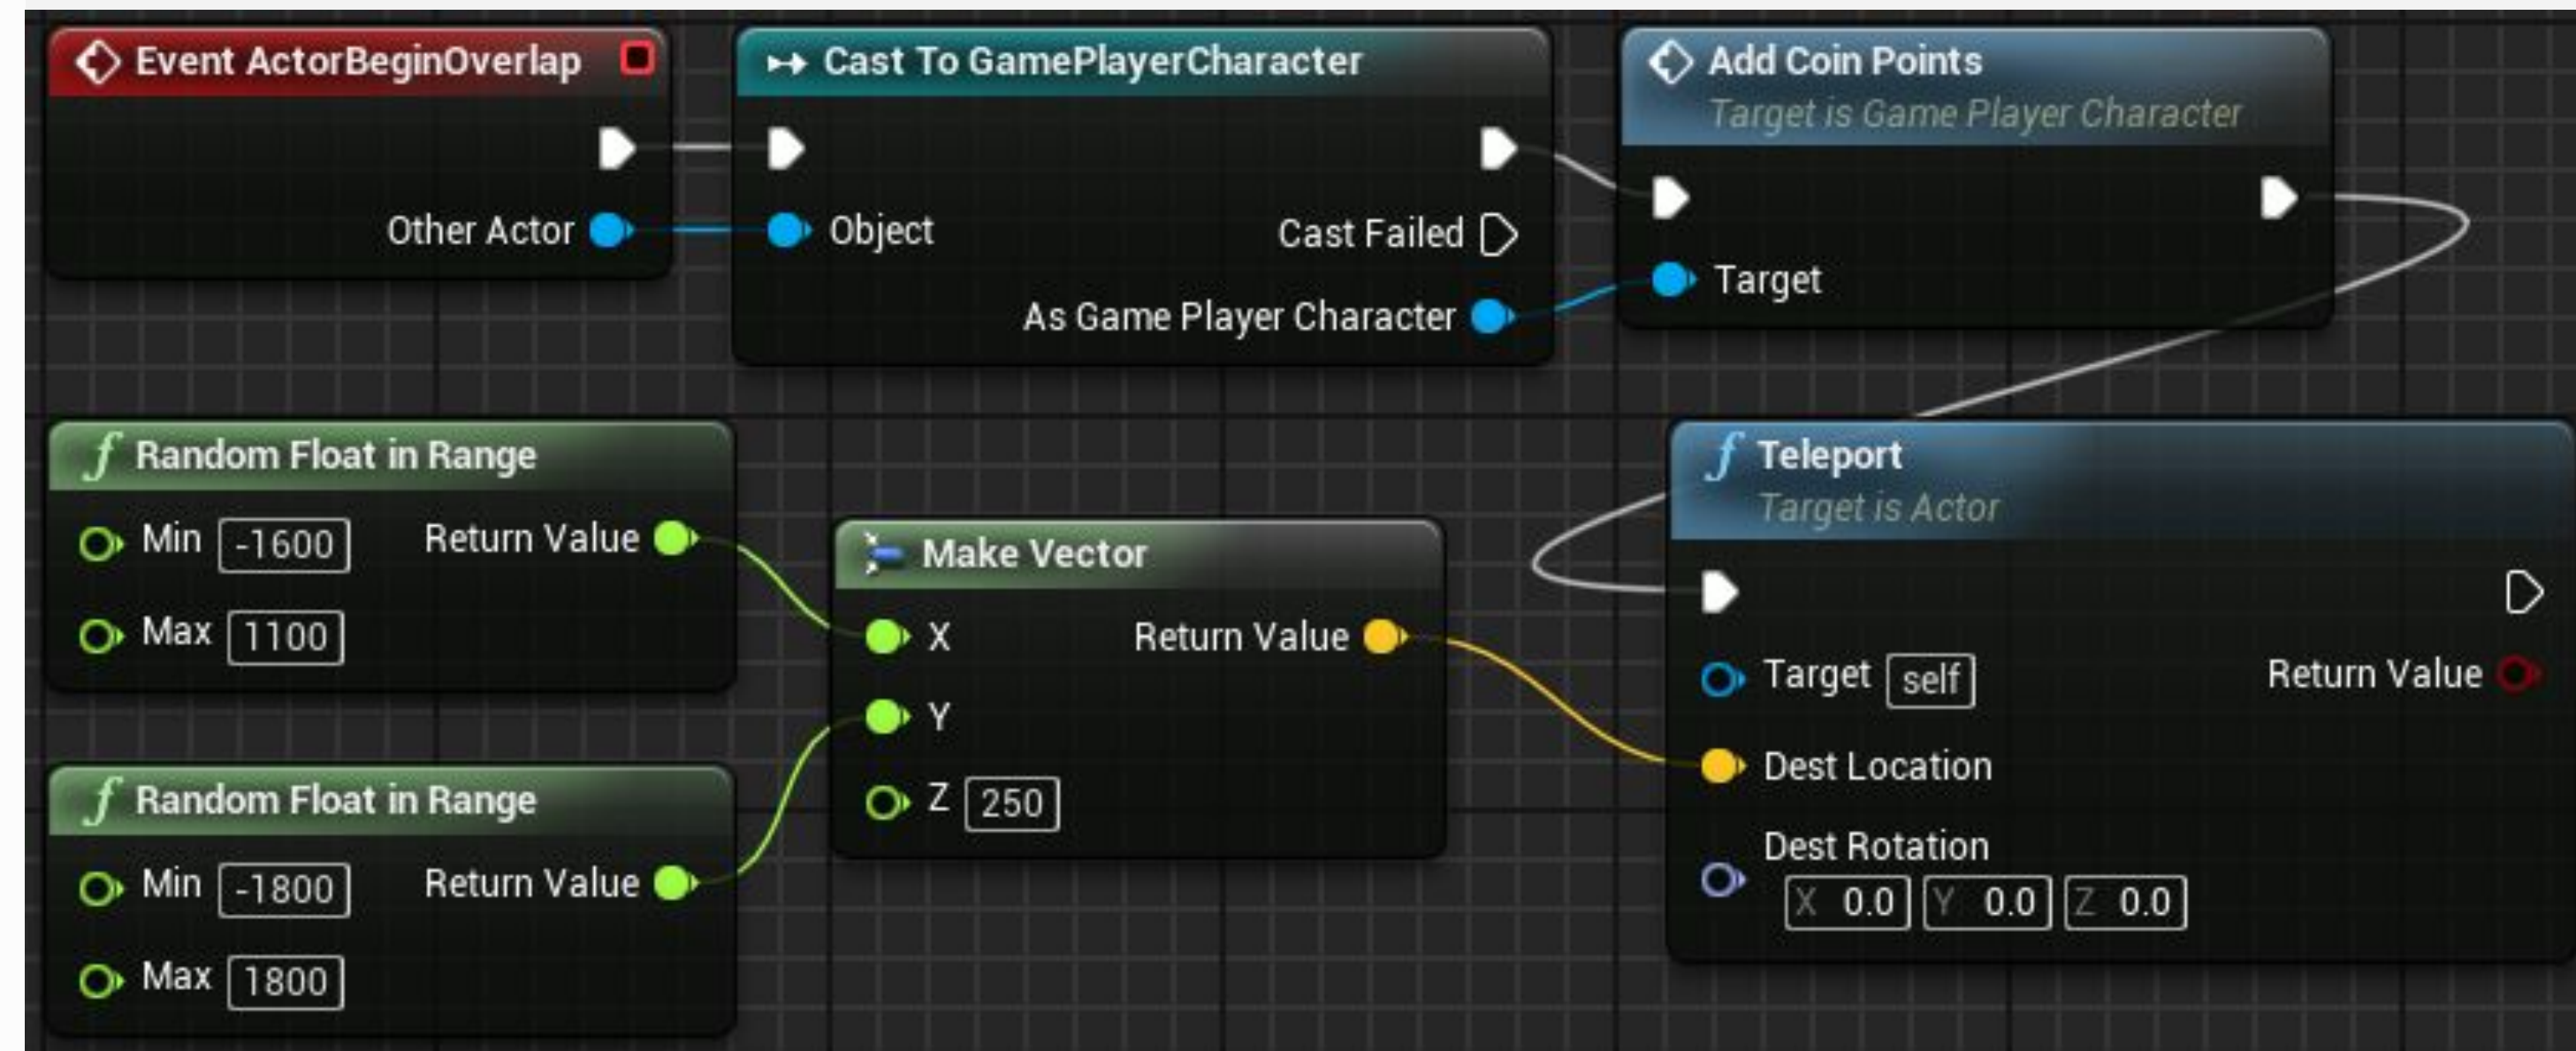 Event ActorBeginOverlap
Other Actor
Cast To GamePlayerCharacter
Object
Cast Failed
As Game Player Character
Add Coin Points
Target is Game Player Character
Target
Random Float in Range
Min -1600 Return Value
Max 1100
Random Float in Range
Min -1800 Return Value
Max 1800
Make Vector
X Return Value
Y
Z 250
Teleport
Target is Actor
Target self Return Value
Dest Location
Dest Rotation
X 0.0 Y 0.0 Z 0.0